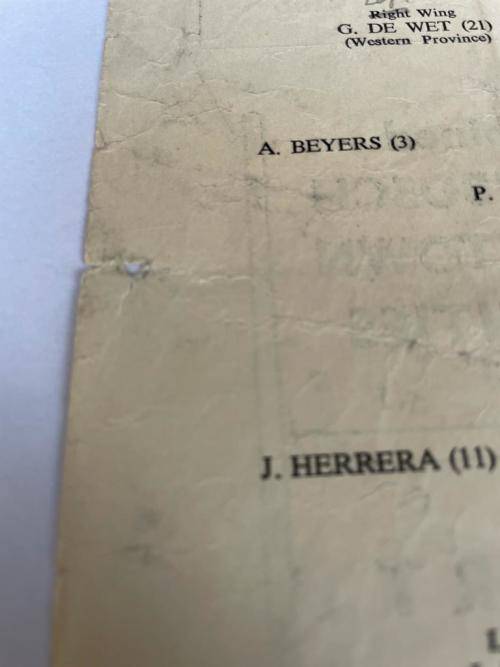 Right Wing
G. DE WET (21)
(Western Province)
A. BEYERS (3)
P.
J. HERRERA (11)